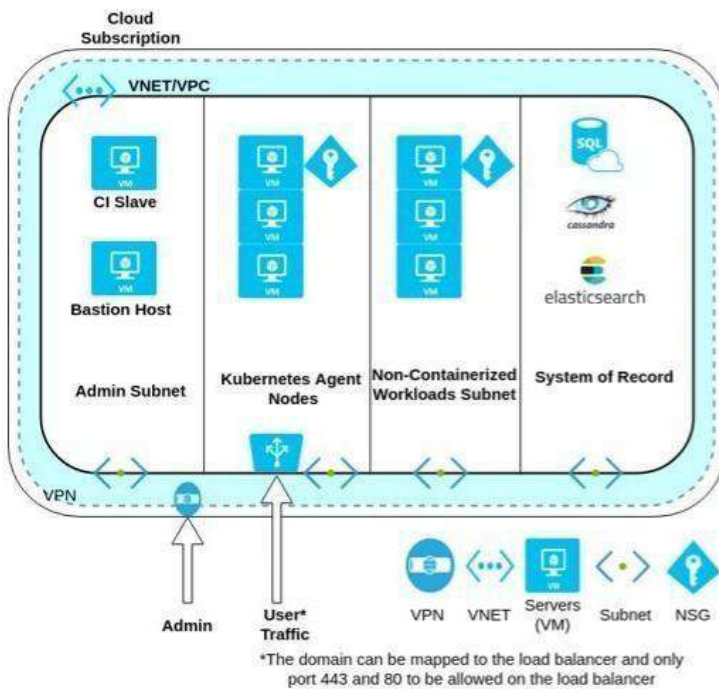 Cloud
Subscription
VNET/VPC
VM
CI Slave
VM
Bastion Host
Admin Subnet
VM
VM
VM
Kubernetes Agent
Nodes
VM
VM
VM
Non-Containerized
Workloads Subnet
SQL
cassandra
elasticsearch
System of Record
VPN
Admin
User*
Traffic
VPN
VNET
VM
Servers
(VM)
Subnet
NSG
*The domain can be mapped to the load balancer and only
port 443 and 80 to be allowed on the load balancer